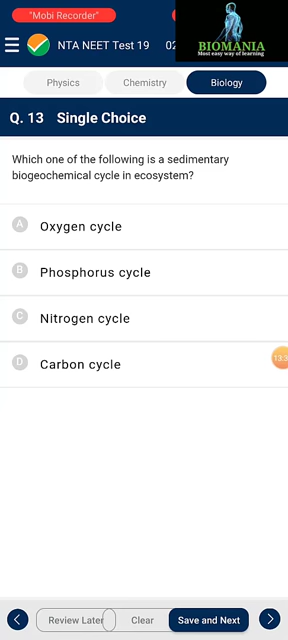 "Mobi Recorder"
NTA NEET Test 19
02
BIOMANIA
Most easy way of learning
Physics
Chemistry
Biology
Q. 13 Single Choice
Which one of the following is a sedimentary
biogeochemical cycle in ecosystem?
A Oxygen cycle
B Phosphorus cycle
C Nitrogen cycle
D Carbon cycle
13:3
Review Later
Clear
Save and Next